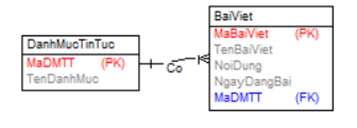 DanhMucTinTuc
MaDMTT (PK)
TenDanhMuc
Co
BaiViet
MaBaiViet (PK)
TenBaiViet
NoiDung
NgayDangBai
MaDMTT (FK)